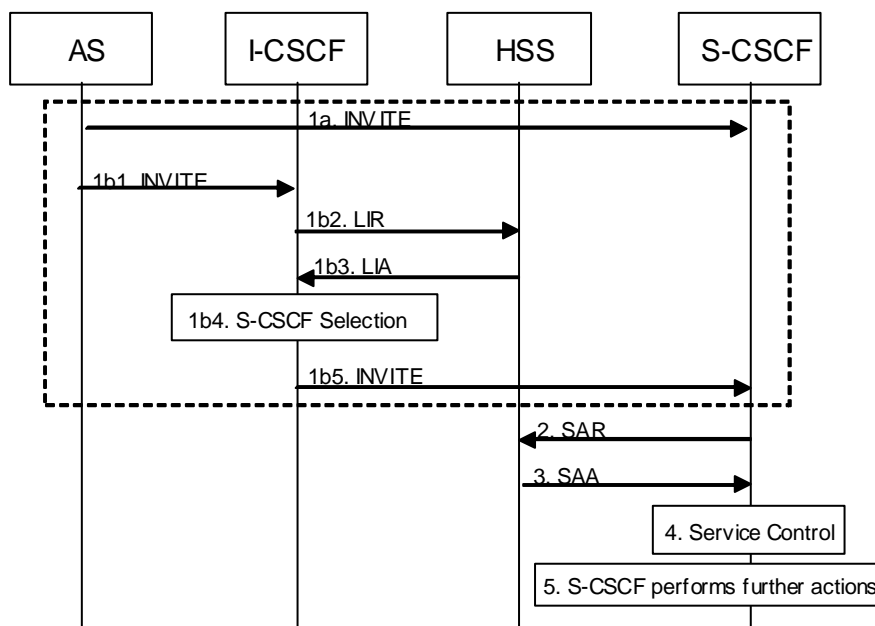 AS
I-CSCF
HSS
S-CSCF
1a. INVITE
1b1. INVITE
1b2. LIR
1b3. LIA
1b4. S-CSCF Selection
1b5. INVITE
2. SAR
3. SAA
4. Service Control
5. S-CSCF performs further actions